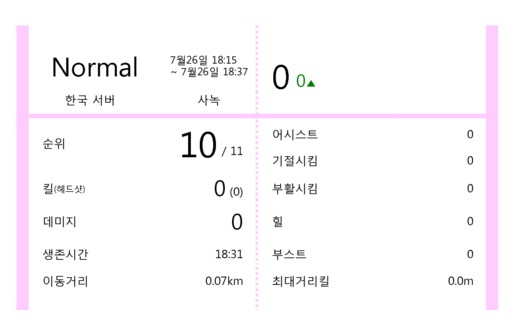 Normal
7월26일 18:15
~ 7월26일 18:37
한국 서버
사녹
0 0▲
순위 10 / 11
킬(헤드샷) 0 (0)
데미지 0
생존시간 18:31
이동거리 0.07km
어시스트 0
기절시킴 0
부활시킴 0
힐 0
부스트 0
최대거리킬 0.0m